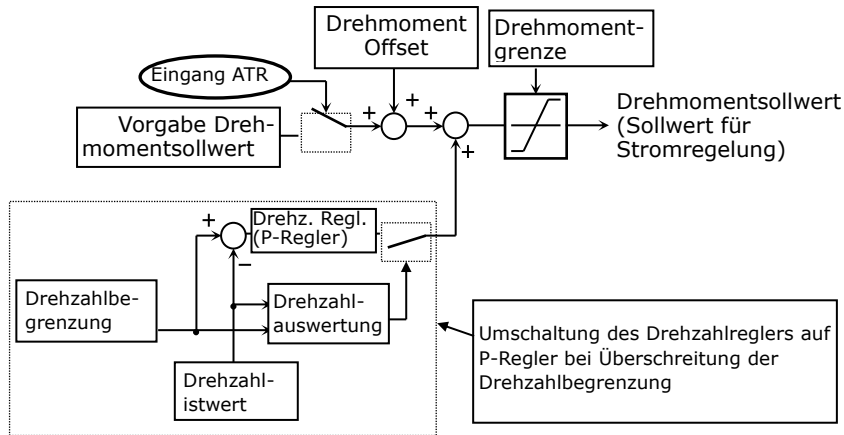 Drehmoment
Offset
Drehmoment-
grenze
Eingang ATR
Vorgabe Dreh-
momentsollwert
+
+
+
+
Drehmomentsollwert
(Sollwert für
Stromregelung)
+
Drehz. Regl.
(P-Regler)
−
Drehzahlbe-
grenzung
Drehzahl-
auswertung
Drehzahl-
istwert
Umschaltung des Drehzahlreglers auf
P-Regler bei Überschreitung der
Drehzahlbegrenzung